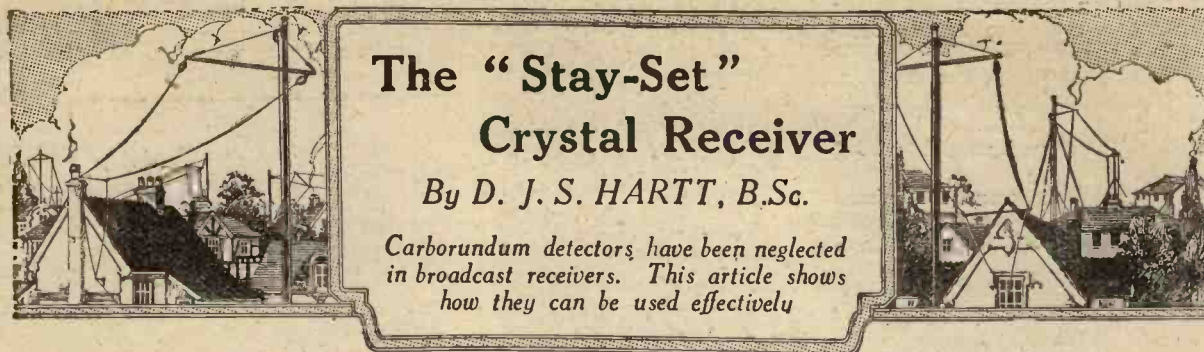 The "Stay-Set"
Crystal Receiver
By D. J. S. HARTT, B.Sc.
Carborundum detectors have been neglected
in broadcast receivers. This article shows
how they can be used effectively